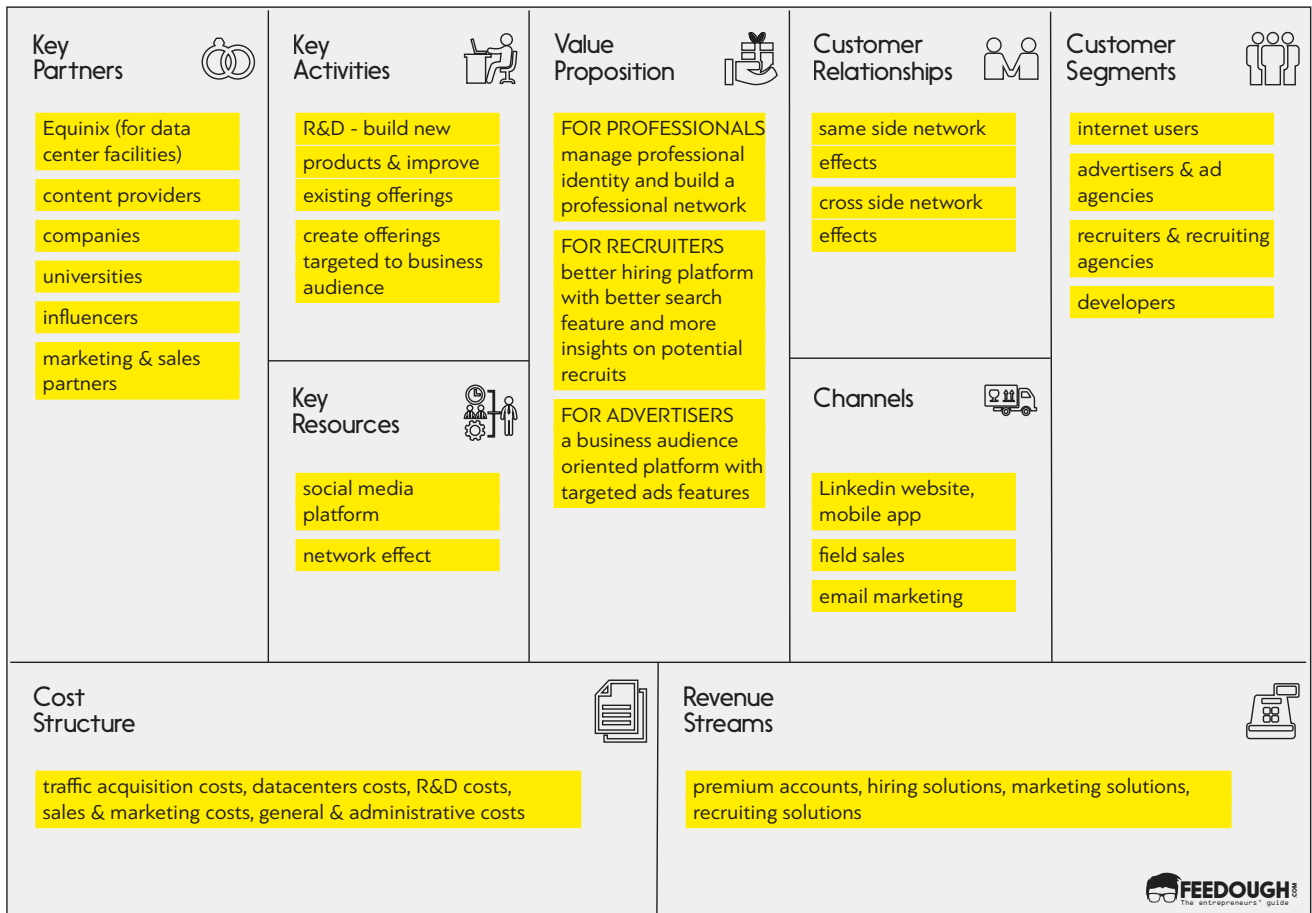 Key
Partners
Equinix (for data
center facilities)
content providers
companies
universities
influencers
marketing & sales
partners
Key
Activities
R&D - build new
products & improve
existing offerings
create offerings
targeted to business
audience
Key
Resources
social media
platform
network effect
Value
Proposition
FOR PROFESSIONALS
manage professional
identity and build a
professional network
FOR RECRUITERS
better hiring platform
with better search
feature and more
insights on potential
recruits
FOR ADVERTISERS
a business audience
oriented platform with
targeted ads features
Customer
Relationships
same side network
effects
cross side network
effects
Channels
Linkedin website,
mobile app
field sales
email marketing
Customer
Segments
internet users
advertisers & ad
agencies
recruiters & recruiting
agencies
developers
Cost
Structure
traffic acquisition costs, datacenters costs, R&D costs,
sales & marketing costs, general & administrative costs
Revenue
Streams
premium accounts, hiring solutions, marketing solutions,
recruiting solutions
FEEDOUGH.COM
The entrepreneurs' guide